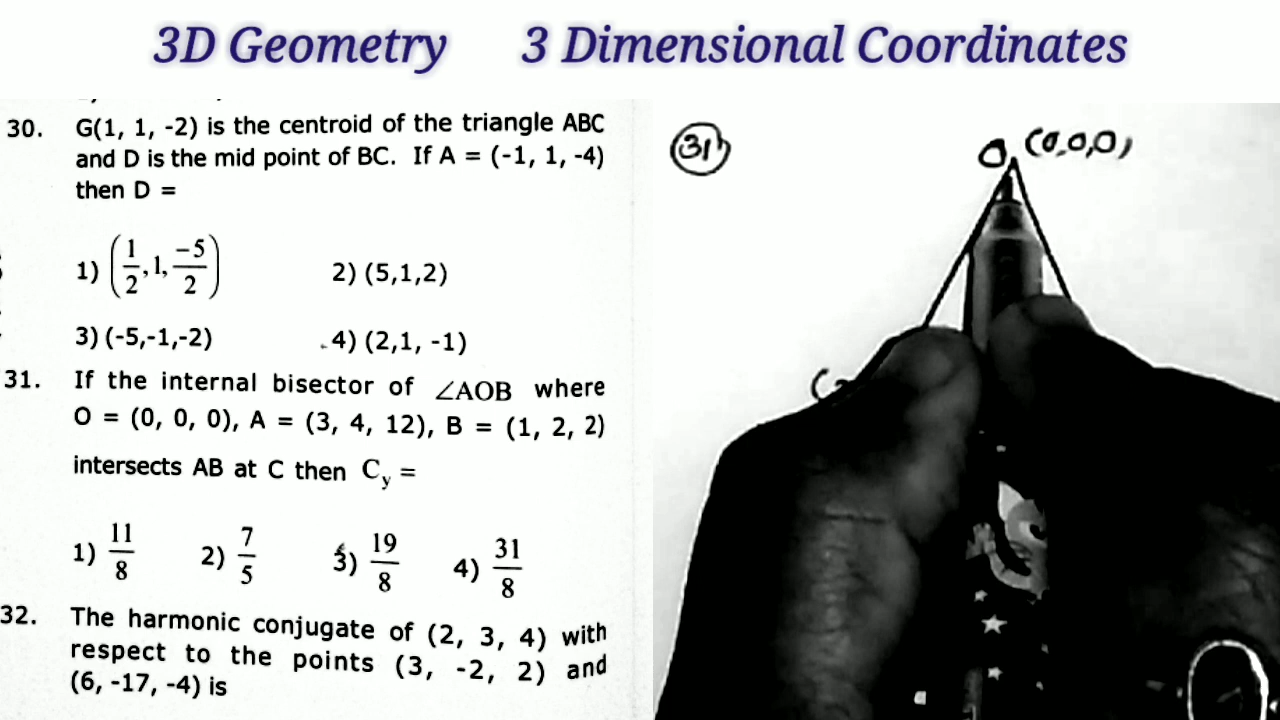 3D Geometry 3 Dimensional Coordinates
30. G(1, 1, -2) is the centroid of the triangle ABC
and D is the mid point of BC. If A = (-1, 1, -4)
then D =
1) (1/2, 1, -5/2) 2) (5,1,2)
3) (-5,-1,-2) 4) (2,1, -1)
31. If the internal bisector of ∠AOB where
O = (0, 0, 0), A = (3, 4, 12), B = (1, 2, 2)
intersects AB at C then C_y =
1) 11/8 2) 7/5 3) 19/8 4) 31/8
32. The harmonic conjugate of (2, 3, 4) with
respect to the points (3, -2, 2) and
(6, -17, -4) is
31
O (0,0,0)